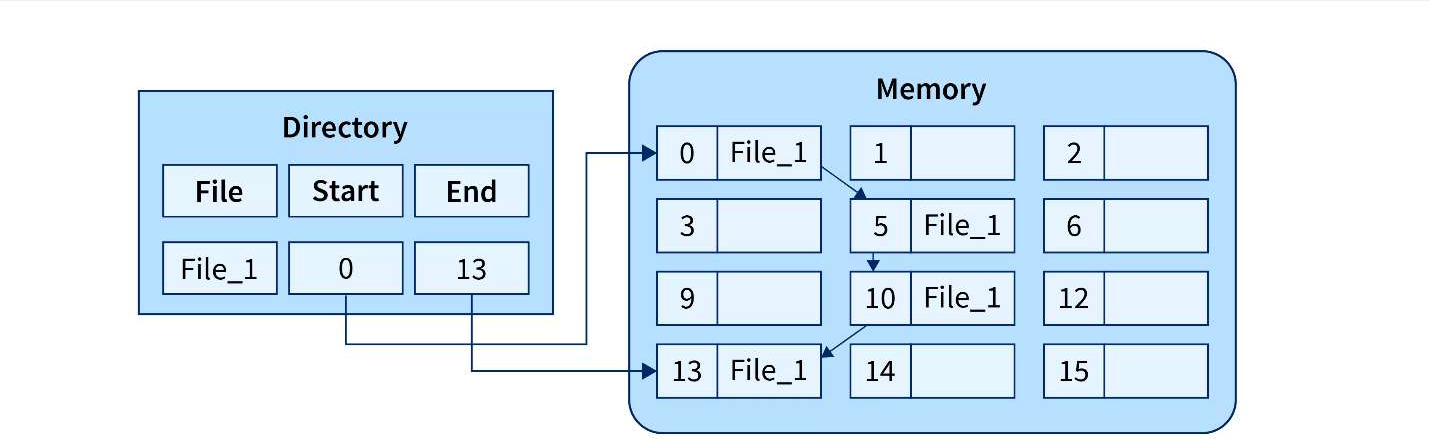 Directory
File Start End
File_1 0 13
Memory
0 File_1 1 2
3 5 File_1 6
9 10 File_1 12
13 File_1 14 15